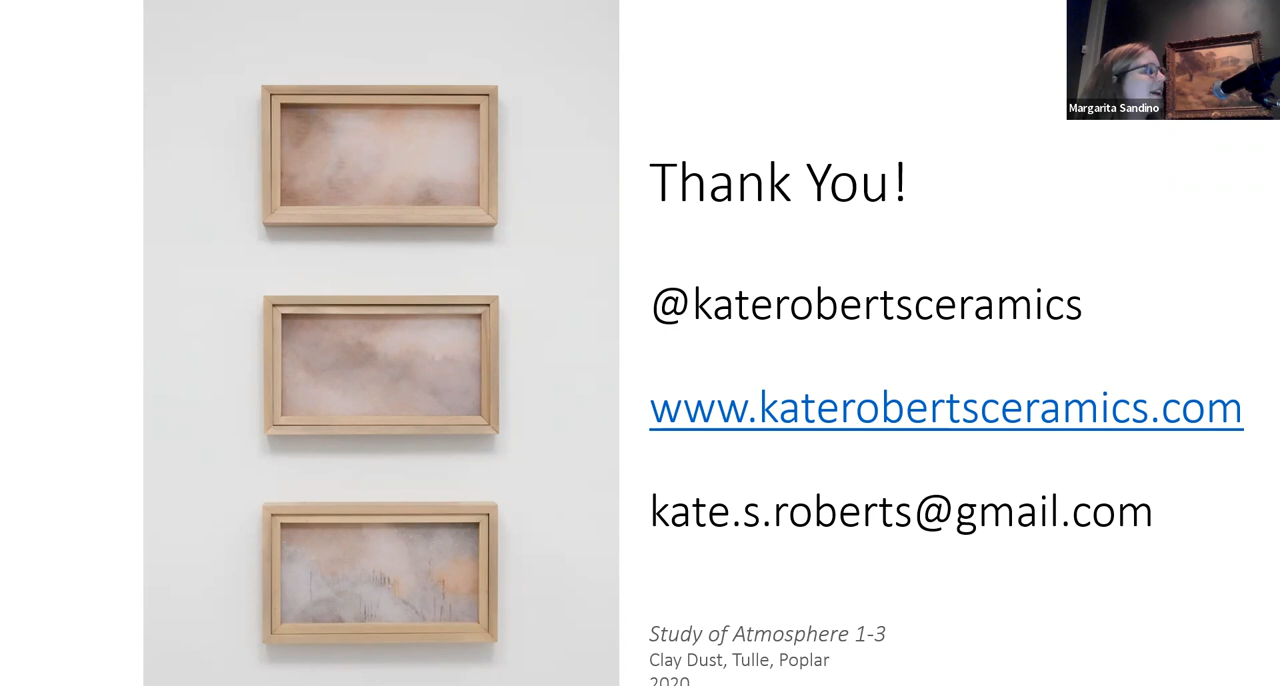 Margarita Sandino
Thank You!
@katerobertsceramics
www.katerobertsceramics.com
kate.s.roberts@gmail.com
Study of Atmosphere 1-3
Clay Dust, Tulle, Poplar
2020